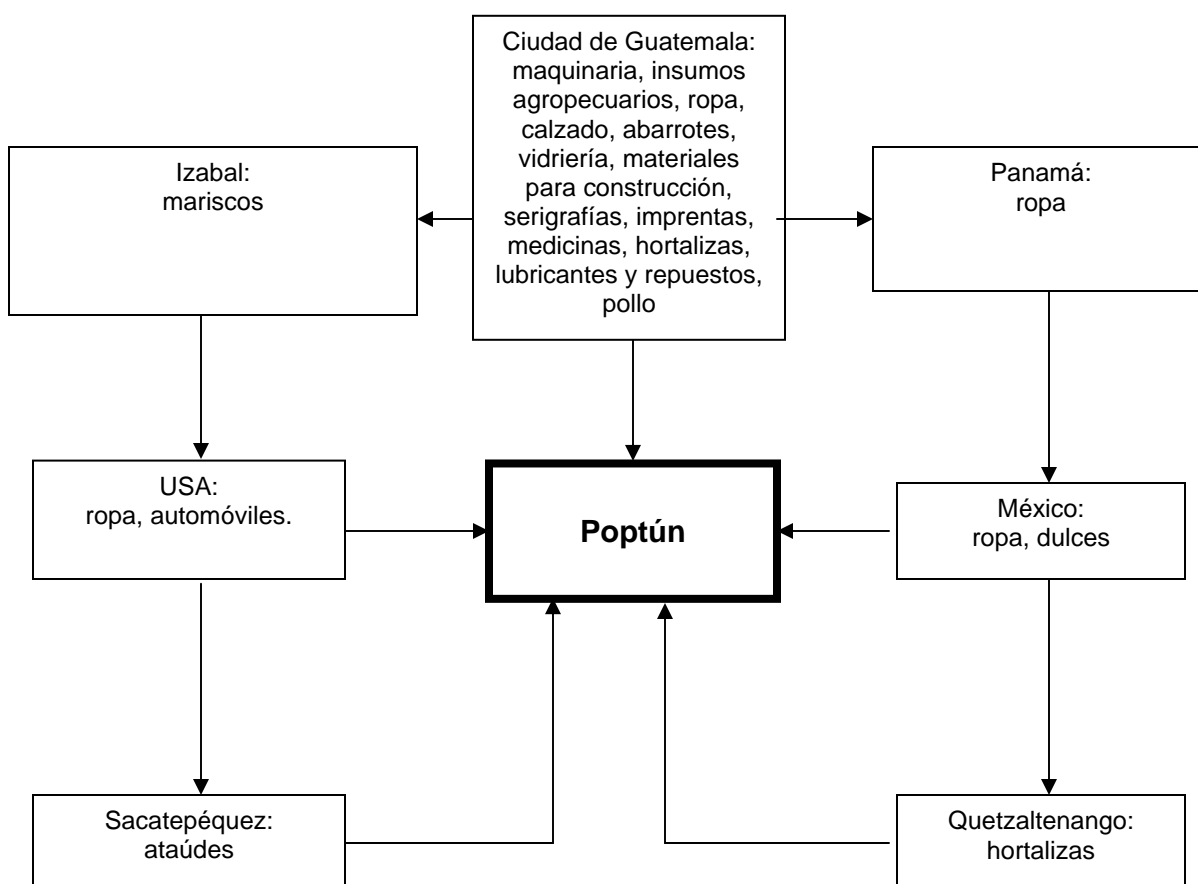 Ciudad de Guatemala:
maquinaria, insumos
agropecuarios, ropa,
calzado, abarrotes,
vidriería, materiales
para construcción,
serigrafías, imprentas,
medicinas, hortalizas,
lubricantes y repuestos,
pollo
Izabal:
mariscos
Panamá:
ropa
USA:
ropa, automóviles.
Poptún
México:
ropa, dulces
Sacatepéquez:
ataúdes
Quetzaltenango:
hortalizas